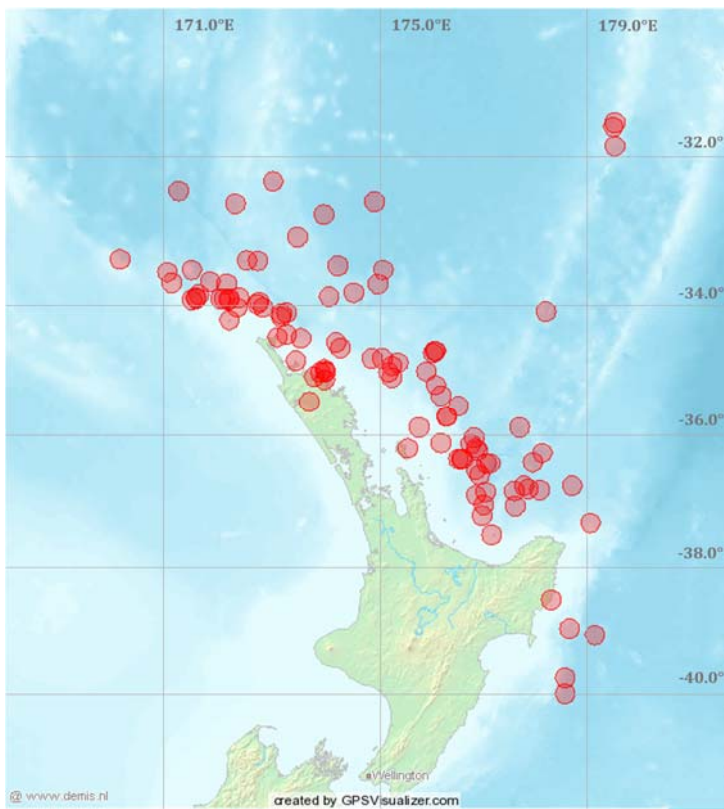 171.0°E 175.0°E 179.0°E
-32.0°
-34.0°
-36.0°
-38.0°
-40.0°
Wellington
@ www.demis.nl
created by GPSVisualizer.com